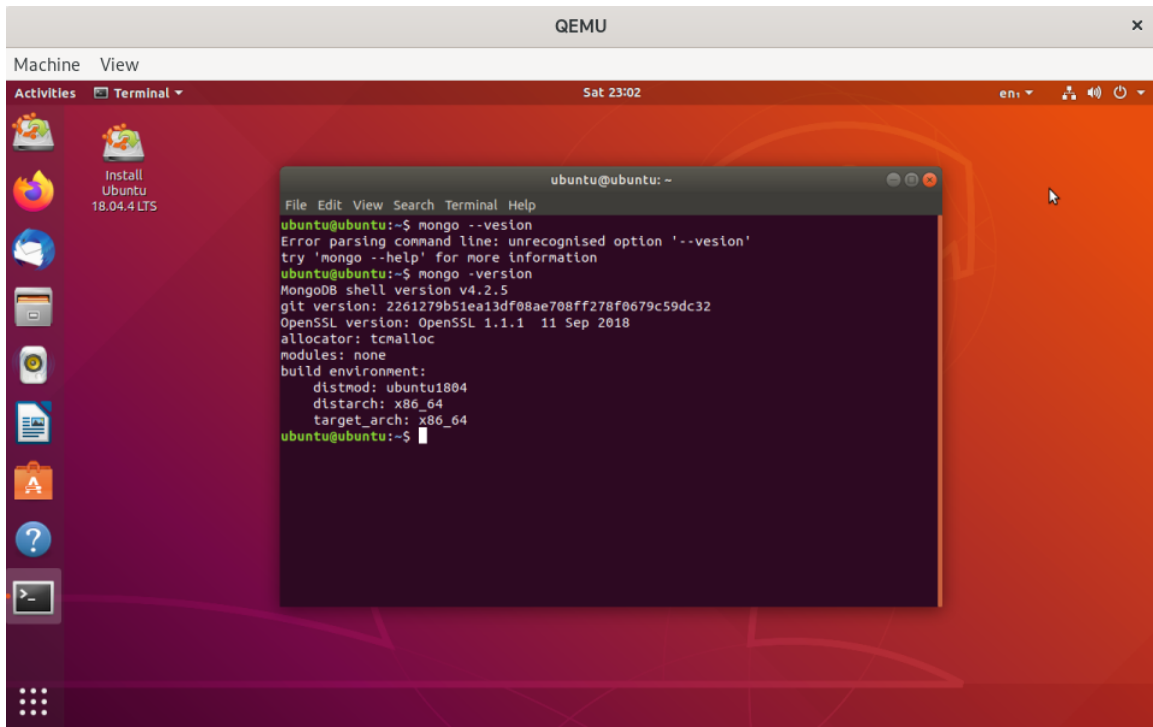 QEMU
×
Machine View
Activities Terminal Sat 23:02 en₁
Install
Ubuntu
18.04.4 LTS
ubuntu@ubuntu: ~
File Edit View Search Terminal Help
ubuntu@ubuntu:~$ mongo --vesion
Error parsing command line: unrecognised option '--vesion'
try 'mongo --help' for more information
ubuntu@ubuntu:~$ mongo -version
MongoDB shell version v4.2.5
git version: 2261279b51ea13df08ae708ff278f0679c59dc32
OpenSSL version: OpenSSL 1.1.1  11 Sep 2018
allocator: tcmalloc
modules: none
build environment:
    distmod: ubuntu1804
    distarch: x86_64
    target_arch: x86_64
ubuntu@ubuntu:~$